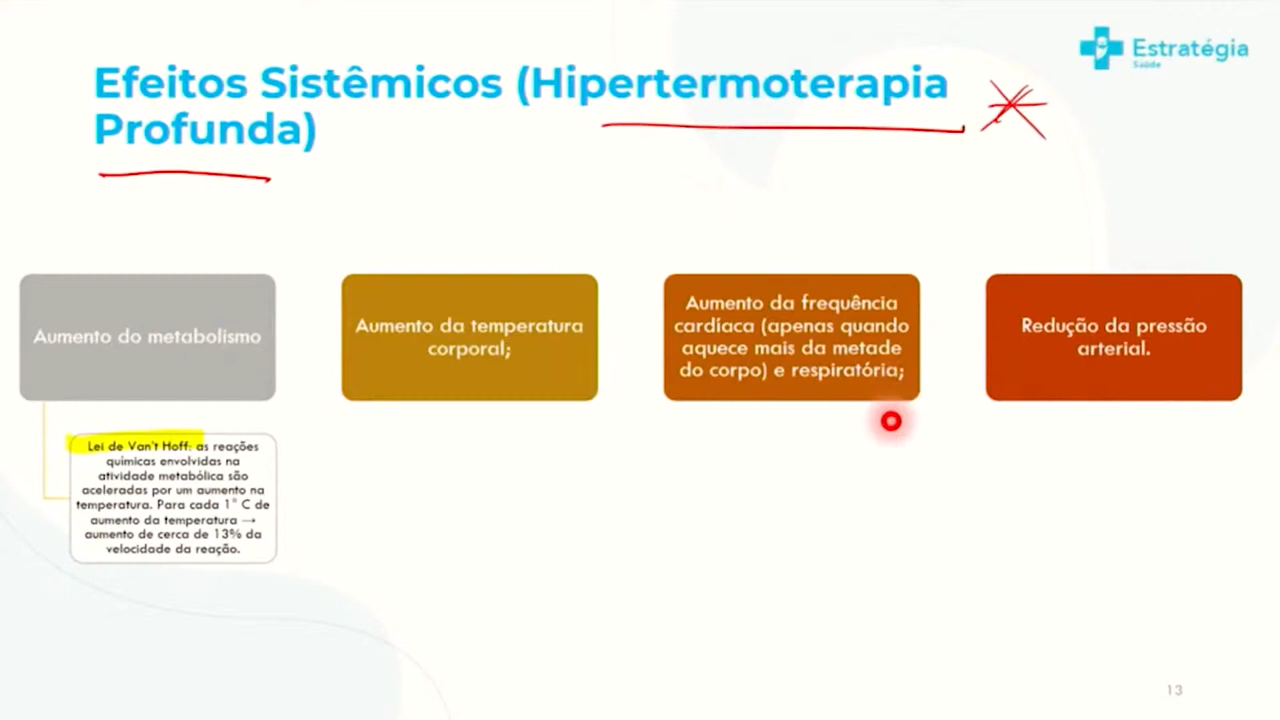 Estratégia
Saúde
Efeitos Sistêmicos (Hipertermoterapia
Profunda)
Aumento do metabolismo
Aumento da temperatura
corporal;
Aumento da frequência
cardíaca (apenas quando
aquece mais da metade
do corpo) e respiratória;
Redução da pressão
arterial.
Lei de Van't Hoff: as reações
químicas envolvidas na
atividade metabólica são
aceleradas por um aumento na
temperatura. Para cada 1° C de
aumento da temperatura →
aumento de cerca de 13% da
velocidade da reação.
13